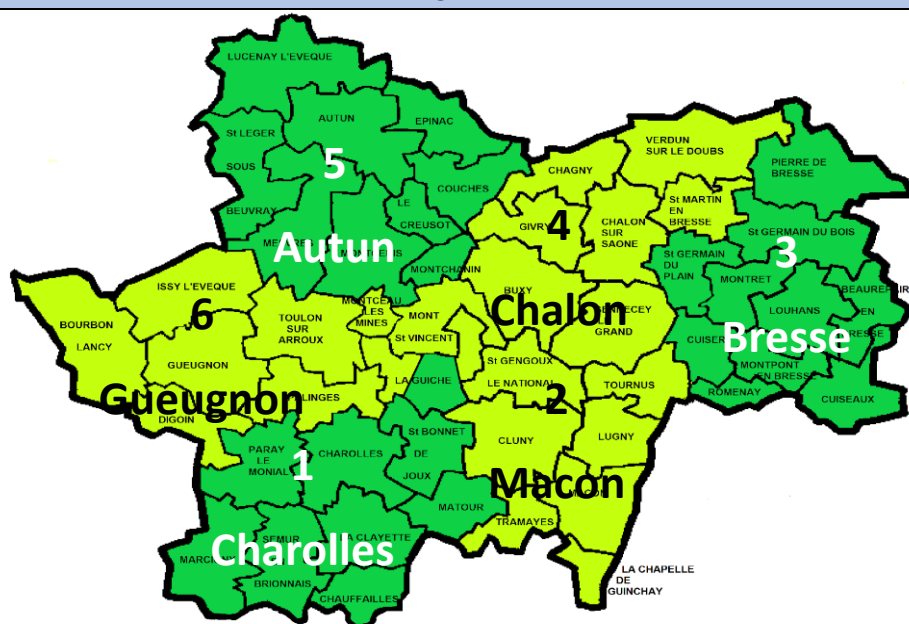 LUCENAY L'EVEQUE
AUTUN
EPINAC
St LEGER
SOUS
BEUVRAY
5
COUCHES
LE
CREUSOT
MONTCHANIN
Autun
VERDUN
SUR LE DOUBS
CHAGNY
St MARTIN
EN
BRESSE
GIVRY
4
CHALON
SUR
SAONE
BUXY
Chalon
GRAND
PIERRE DE
BRESSE
St GERMAIN DU BOIS
3
St GERMAIN
DU
PLAIN
MONTRET
LOUHANS
EN
Bresse
MONTPONT
EN BRESSE
ROMENAY
CUISEAUX
ISSY L'EVEQUE
6
BOURBON
LANCY
TOULON
SUR
ARROUX
MONTCEAU
LES
MINES
MONT
St VINCENT
GUEUGNON
Gueugnon
DIGOIN
LA GUICHE
St GENGOUX
LE NATIONAL
2
TOURNUS
CLUNY
LUGNY
Macon
TRAMAYES
LA CHAPELLE
DE
GUINCHAY
PARAY
LE
MONIAL
1
CHAROLLES
St BONNET
DE
JOUX
MATOUR
LA CLAYETTE
SEMUR
Charolles
BRIONNAIS
CHAUFFAILLES